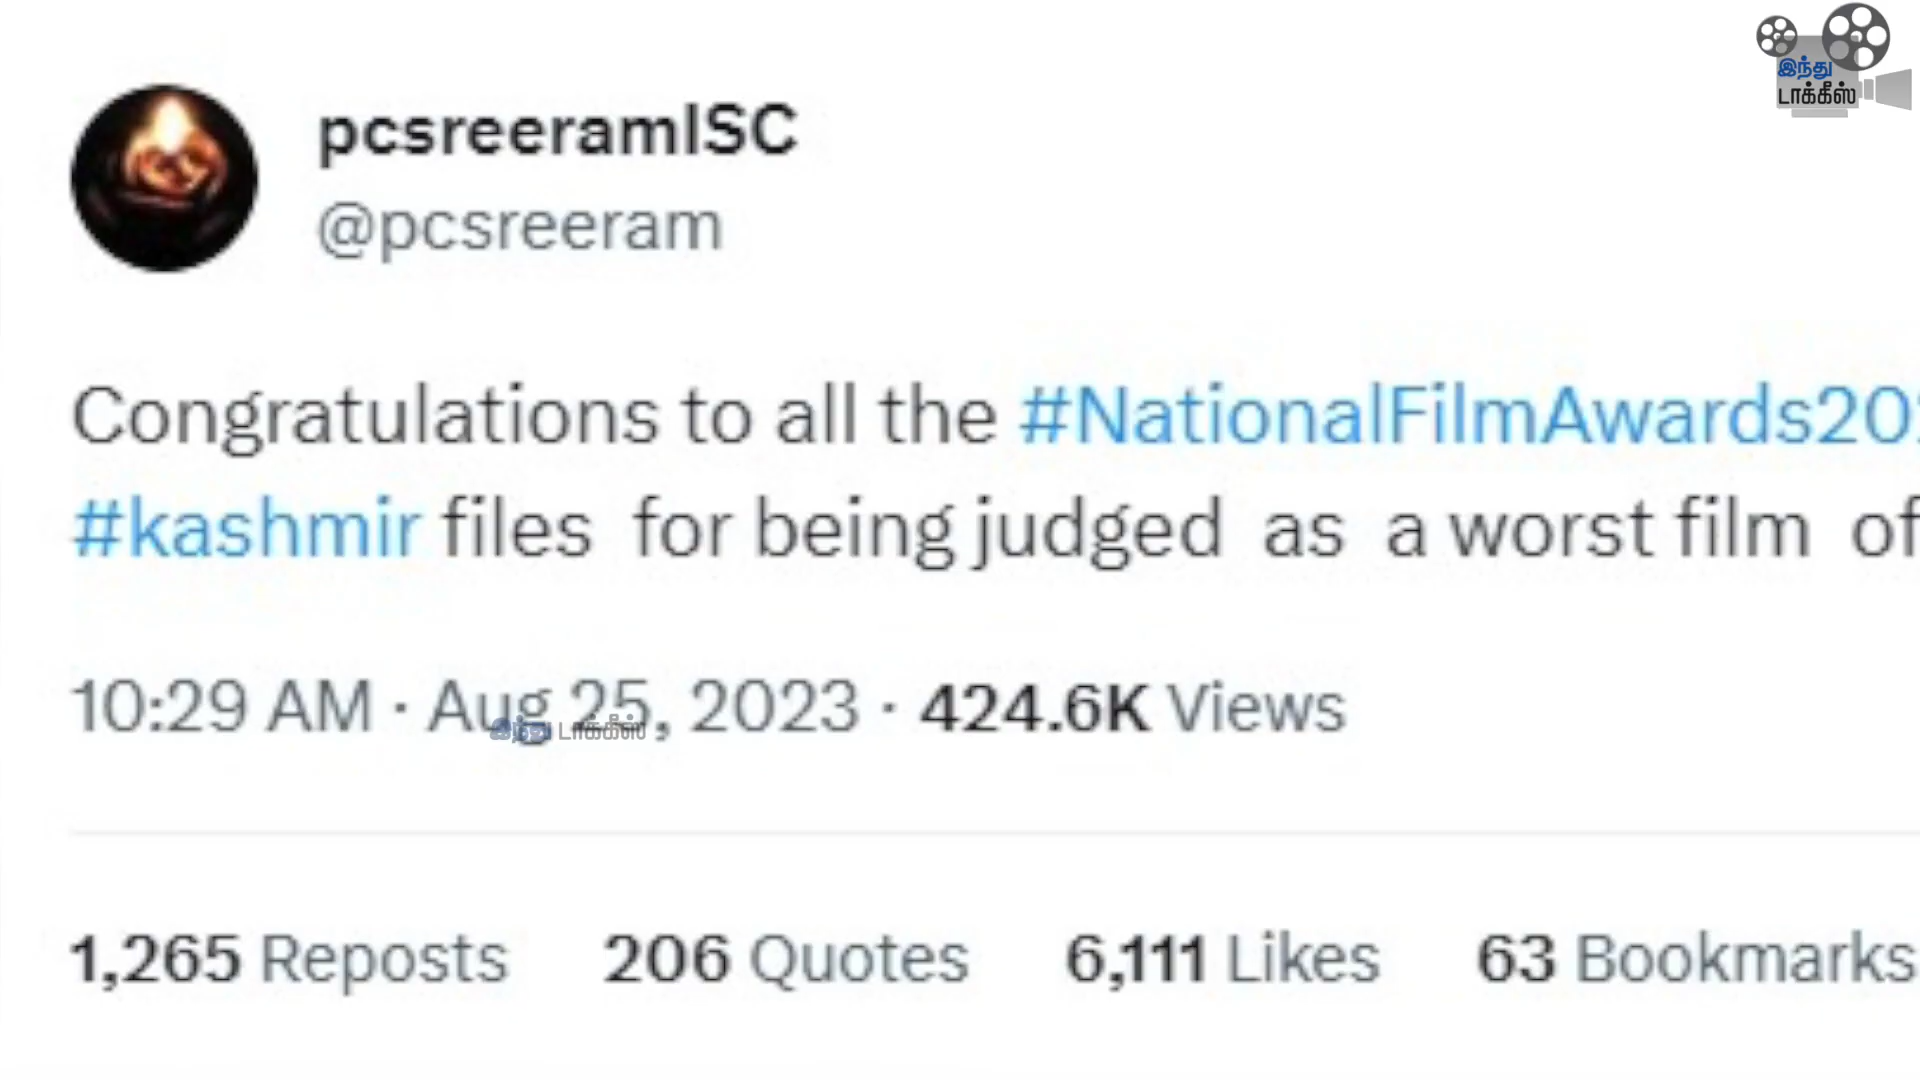 இந்து
டாக்கீஸ்
pcsreeramISC
@pcsreeram
Congratulations to all the #NationalFilmAwards20
#kashmir files for being judged as a worst film of
10:29 AM · Aug 25, 2023 · 424.6K Views
இந்து டாக்கீஸ்
1,265 Reposts 206 Quotes 6,111 Likes 63 Bookmarks